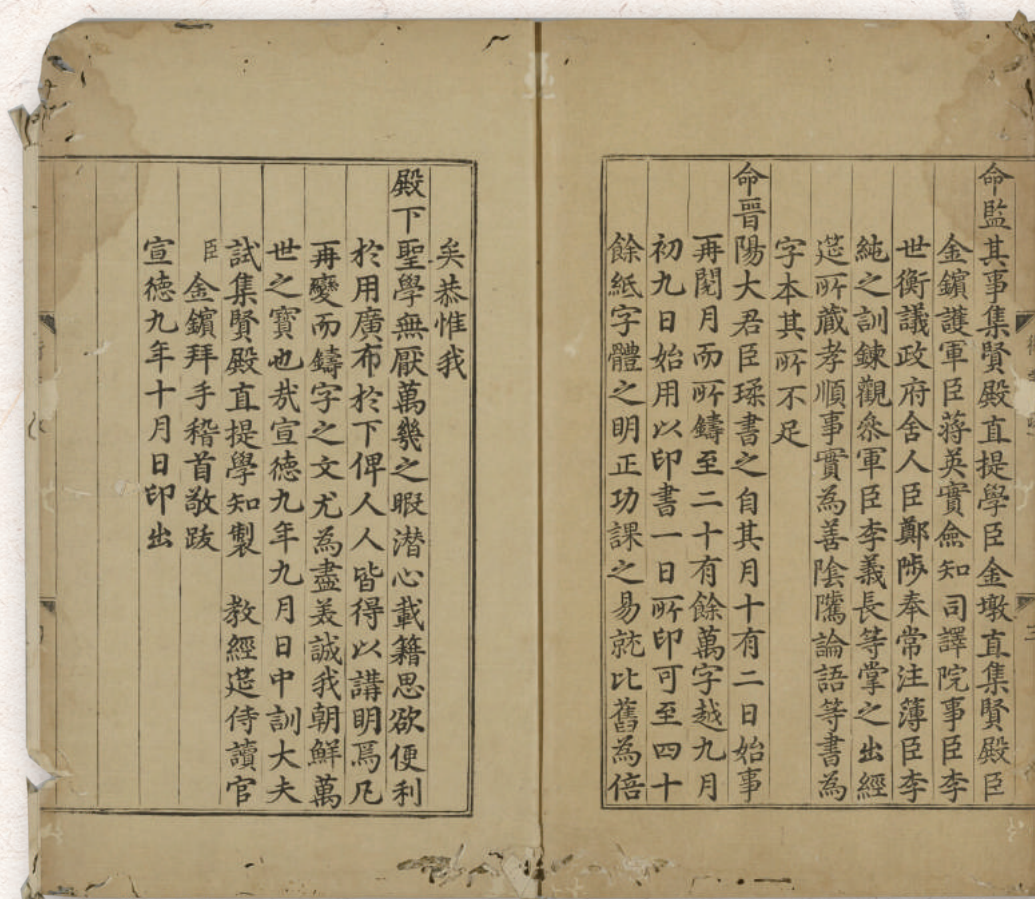 命監其事集賢殿直提學臣金墩直集賢殿臣
金鑌護軍臣蔣英實僉知司譯院事臣李
世衡議政府舍人臣鄭陟奉常注薄臣李
純之訓鍊觀叅軍臣李義長等掌之出經
筵所藏孝順事實為善陰隲論語等書為
字本其所不足
命晉陽大君臣瑈書之自其月十有二日始事
再閱月而所鑄至二十有餘萬字越九月
初九日始用以印書一日所印可至四十
餘紙字體之明正功課之易就比舊為倍
矣恭惟我
殿下聖學無厭萬幾之暇潜心載籍思欲便利
於用廣布於下俾人人皆得以講明焉凡
再變而鑄字之文尤為盡美誠我朝鮮萬
世之寶也哉宣德九年九月日中訓大夫
試集賢殿直提學知製 教經筵侍讀官
臣 金鑌拜手稽首敬跋
宣德九年十月日印出